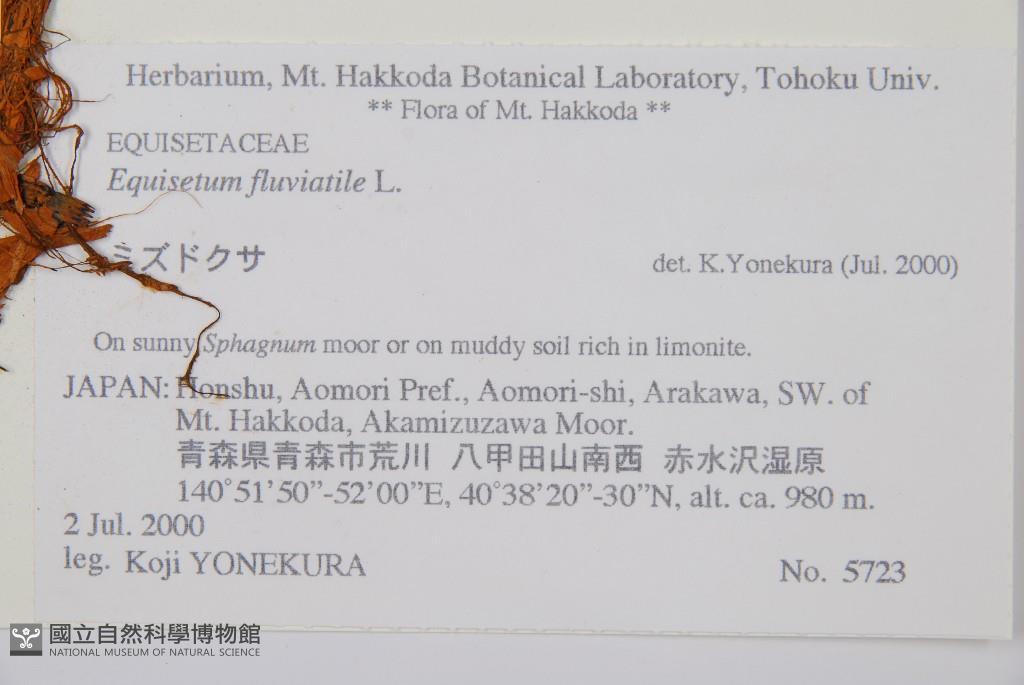 Herbarium, Mt. Hakkoda Botanical Laboratory, Tohoku Univ.
** Flora of Mt. Hakkoda **
EQUISETACEAE
Equisetum fluviatile L.
ミズドクサ
det. K.Yonekura (Jul. 2000)
On sunny Sphagnum moor or on muddy soil rich in limonite.
JAPAN: Honshu, Aomori Pref., Aomori-shi, Arakawa, SW. of
Mt. Hakkoda, Akamizuzawa Moor.
青森県青森市荒川 八甲田山南西 赤水沢湿原
140˚51’50”-52’00”E, 40˚38’20”-30”N, alt. ca. 980 m.
2 Jul. 2000
leg. Koji YONEKURA
No. 5723
國立自然科學博物館
NATIONAL MUSEUM OF NATURAL SCIENCE